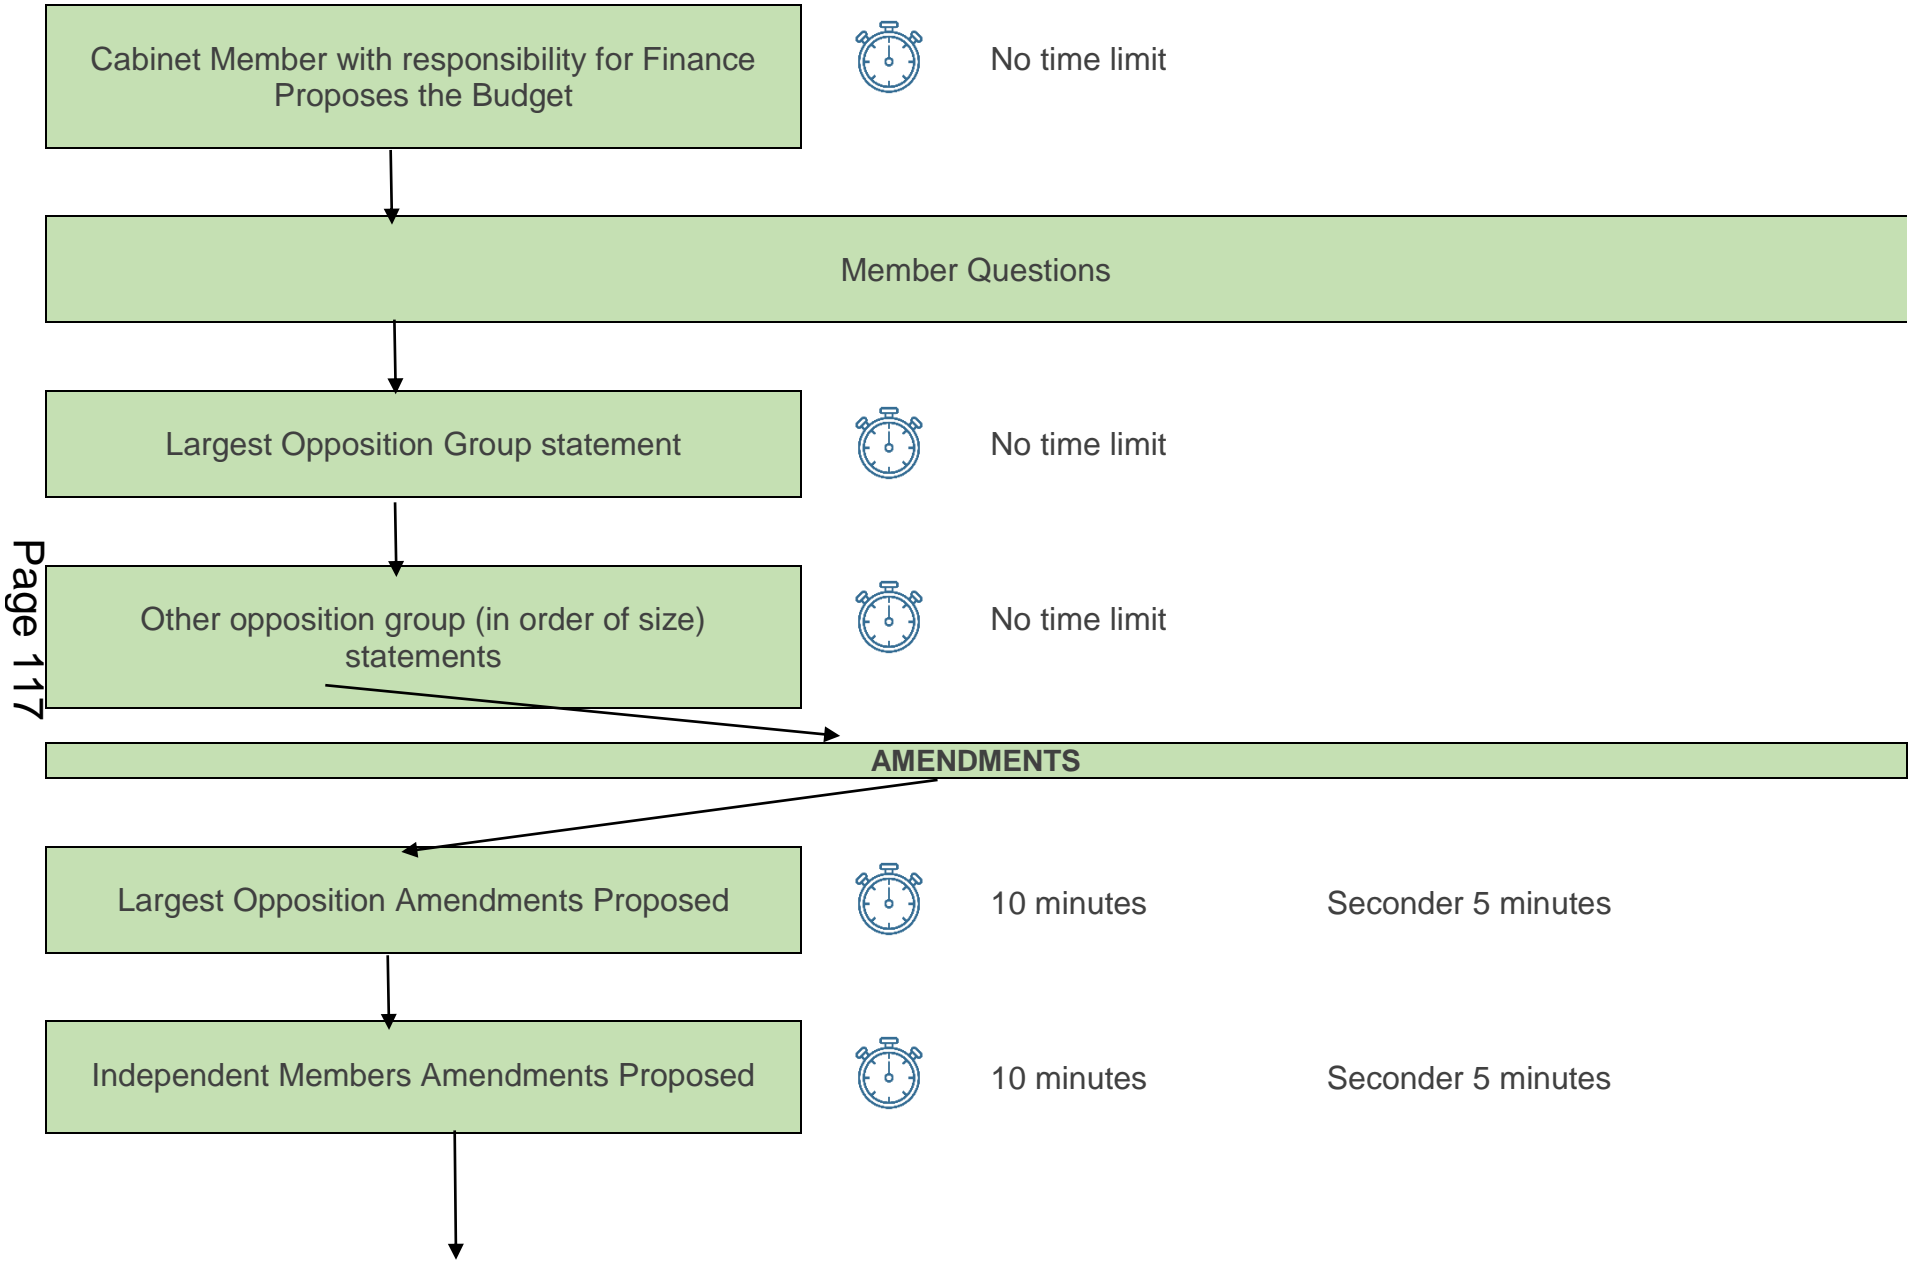 Cabinet Member with responsibility for Finance
Proposes the Budget
No time limit
Member Questions
Largest Opposition Group statement
No time limit
Other opposition group (in order of size)
statements
No time limit
Page 117
AMENDMENTS
Largest Opposition Amendments Proposed
10 minutes
Seconder 5 minutes
Independent Members Amendments Proposed
10 minutes
Seconder 5 minutes